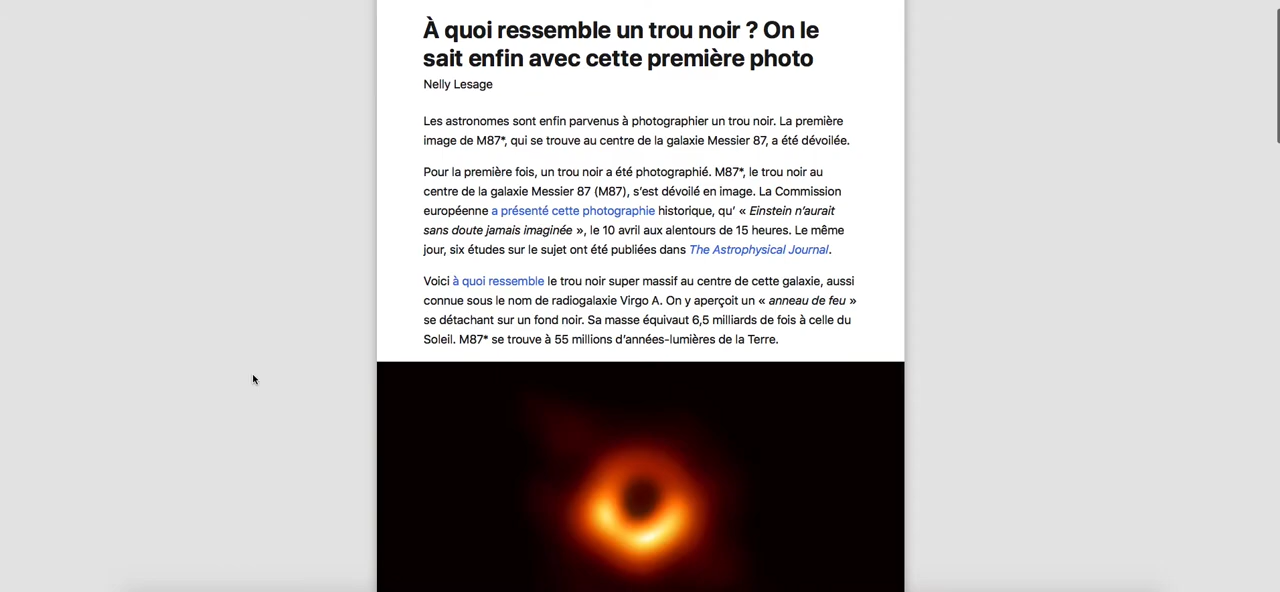 À quoi ressemble un trou noir ? On le
sait enfin avec cette première photo
Nelly Lesage
Les astronomes sont enfin parvenus à photographier un trou noir. La première
image de M87*, qui se trouve au centre de la galaxie Messier 87, a été dévoilée.
Pour la première fois, un trou noir a été photographié. M87*, le trou noir au
centre de la galaxie Messier 87 (M87), s’est dévoilé en image. La Commission
européenne a présenté cette photographie historique, qu’ « Einstein n’aurait
sans doute jamais imaginée », le 10 avril aux alentours de 15 heures. Le même
jour, six études sur le sujet ont été publiées dans The Astrophysical Journal.
Voici à quoi ressemble le trou noir super massif au centre de cette galaxie, aussi
connue sous le nom de radiogalaxie Virgo A. On y aperçoit un « anneau de feu »
se détachant sur un fond noir. Sa masse équivaut 6,5 milliards de fois à celle du
Soleil. M87* se trouve à 55 millions d’années-lumières de la Terre.